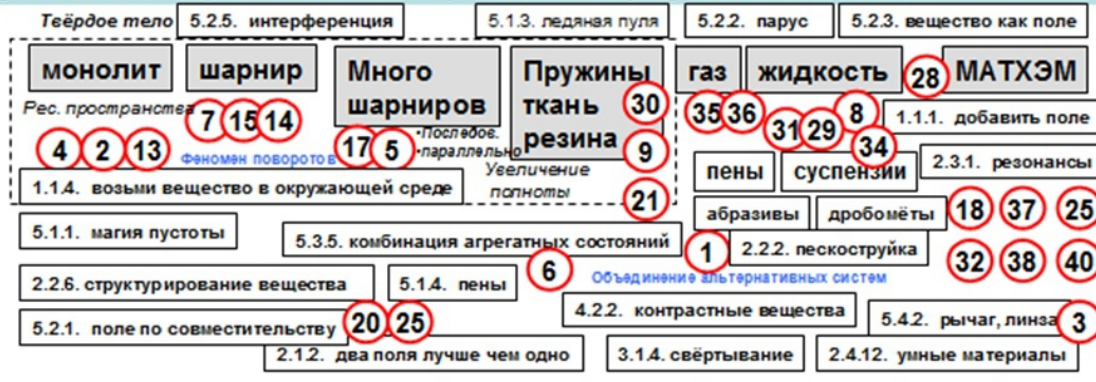 Твёрдое тело
5.2.5. интерференция
5.1.3. ледяная пуля
5.2.2. парус
5.2.3. вещество как поле
монолит
шарнир
Много
шарниров
Пружины
ткань
резина
газ
жидкость
28
МАТХЭМ
Рес. пространства
7 15 14
30
35 36
31 29 8
34
1.1.1. добавить поле
4 2 13
Феномен поворотов
17 5
•Последов.
•параллельно
9
пены
суспензии
2.3.1. резонансы
1.1.4. возьми вещество в окружающей среде
Увеличение
полноты
21
абразивы
дробомёты
18 37 25
5.1.1. магия пустоты
5.3.5. комбинация агрегатных состояний
1
2.2.2. пескоструйка
32 38 40
6
Объединение альтернативных систем
2.2.6. структурирование вещества
5.1.4. пены
4.2.2. контрастные вещества
5.2.1. поле по совместительству
20 25
5.4.2. рычаг, линза
3
2.1.2. два поля лучше чем одно
3.1.4. свёртывание
2.4.12. умные материалы